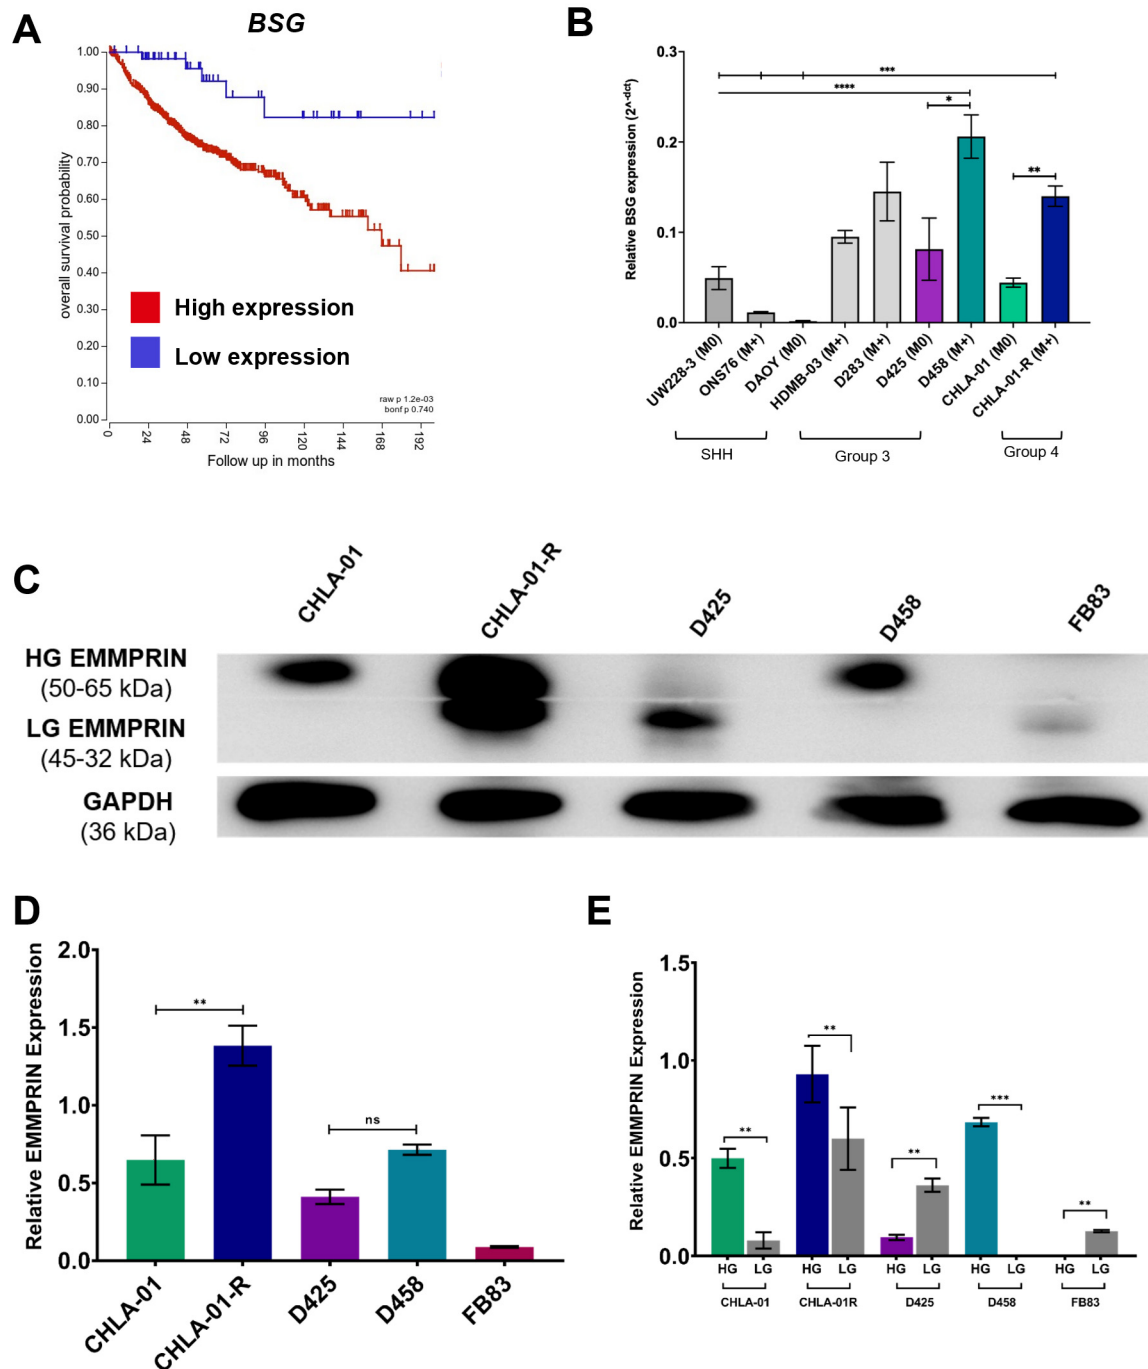 A
BSG
1.00
0.90
0.80
0.70
0.60
0.50
0.40
0.30
0.20
0.10
0.00
overall survival probability
High expression
Low expression
raw p 1.2e-03
bonf p 0.740
0
24
48
72
96
120
144
168
192
Follow up in months
B
Relative BSG expression (2^-dct)
0.3
0.2
0.1
0.0
***
****
*
**
UW228-3 (M0)
ONS76 (M+)
DAOY (M0)
HDMB-03 (M+)
D283 (M+)
D425 (M0)
D458 (M+)
CHLA-01 (M0)
CHLA-01-R (M+)
SHH
Group 3
Group 4
C
CHLA-01
CHLA-01-R
D425
D458
FB83
HG EMMPRIN
(50-65 kDa)
LG EMMPRIN
(45-32 kDa)
GAPDH
(36 kDa)
D
Relative EMMPRIN Expression
2.0
1.5
1.0
0.5
0.0
**
ns
CHLA-01
CHLA-01-R
D425
D458
FB83
E
Relative EMMPRIN Expression
1.5
1.0
0.5
0.0
**
**
**
***
**
HG LG HG LG HG LG HG LG HG LG
CHLA-01 CHLA-01R D425 D458 FB83